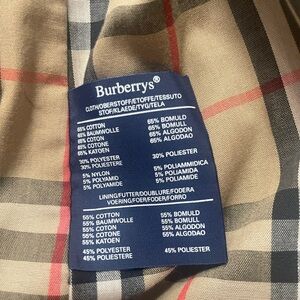 Burberrys®
CLOTH/OBERSTOFF/ETOFFE/TESSUTO
STOF/KLAEDE/TYG/TELA
65% COTTON 65% BOMULD
65% BAUMWOLLE 65% BOMULL
65% COTON 65% ALGODON
65% COTONE 65% ALGODAO
65% KATOEN
30% POLYESTER 30% POLIESTER
30% POLIESTERE
5% NYLON 5% POLIAMMIDICA
5% POLYAMID 5% POLIAMIDA
5% POLYAMIDE 5% POLIAMIDE
LINING/FUTTER/DOUBLURE/FODERA
VOERING/FOER/FODER/FORRO
55% COTTON 55% BOMULD
55% BAUMWOLLE 55% BOMULL
55% COTON 55% ALGODON
55% COTONE 55% ALGODAO
55% KATOEN
45% POLYESTER 45% POLIESTER
45% POLIESTERE